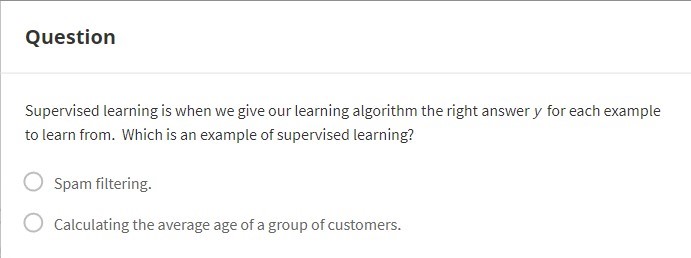 Question
Supervised learning is when we give our learning algorithm the right answer y for each example
to learn from.  Which is an example of supervised learning?
Spam filtering.
Calculating the average age of a group of customers.